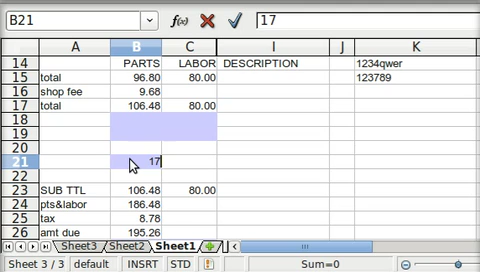 B21 f(x) 17
A B C I J K
14 PARTS LABOR DESCRIPTION 1234qwer
15 total 96.80 80.00 123789
16 shop fee 9.68
17 total 106.48 80.00
18
19
20
21 17
22
23 SUB TTL 106.48 80.00
24 pts&labor 186.48
25 tax 8.78
26 amt due 195.26
Sheet3 Sheet2 Sheet1
Sheet 3 / 3 default INSRT STD Sum=0